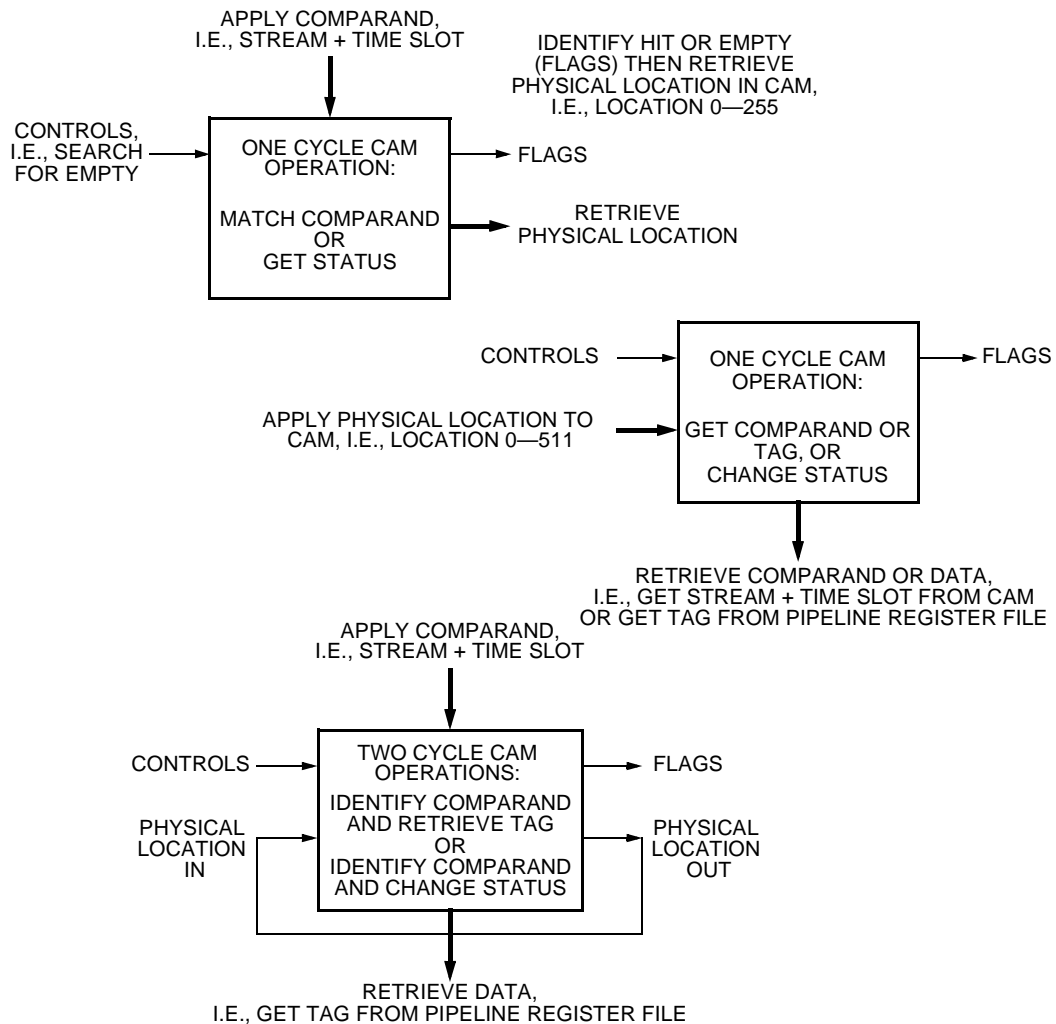 APPLY COMPARAND,
I.E., STREAM + TIME SLOT
IDENTIFY HIT OR EMPTY
(FLAGS) THEN RETRIEVE
PHYSICAL LOCATION IN CAM,
I.E., LOCATION 0—255
CONTROLS,
I.E., SEARCH
FOR EMPTY
ONE CYCLE CAM
OPERATION:
MATCH COMPARAND
OR
GET STATUS
FLAGS
RETRIEVE
PHYSICAL LOCATION
CONTROLS
APPLY PHYSICAL LOCATION TO
CAM, I.E., LOCATION 0—511
ONE CYCLE CAM
OPERATION:
GET COMPARAND OR
TAG, OR
CHANGE STATUS
FLAGS
RETRIEVE COMPARAND OR DATA,
I.E., GET STREAM + TIME SLOT FROM CAM
OR GET TAG FROM PIPELINE REGISTER FILE
APPLY COMPARAND,
I.E., STREAM + TIME SLOT
CONTROLS
PHYSICAL
LOCATION
IN
TWO CYCLE CAM
OPERATIONS:
IDENTIFY COMPARAND
AND RETRIEVE TAG
OR
IDENTIFY COMPARAND
AND CHANGE STATUS
FLAGS
PHYSICAL
LOCATION
OUT
RETRIEVE DATA,
I.E., GET TAG FROM PIPELINE REGISTER FILE